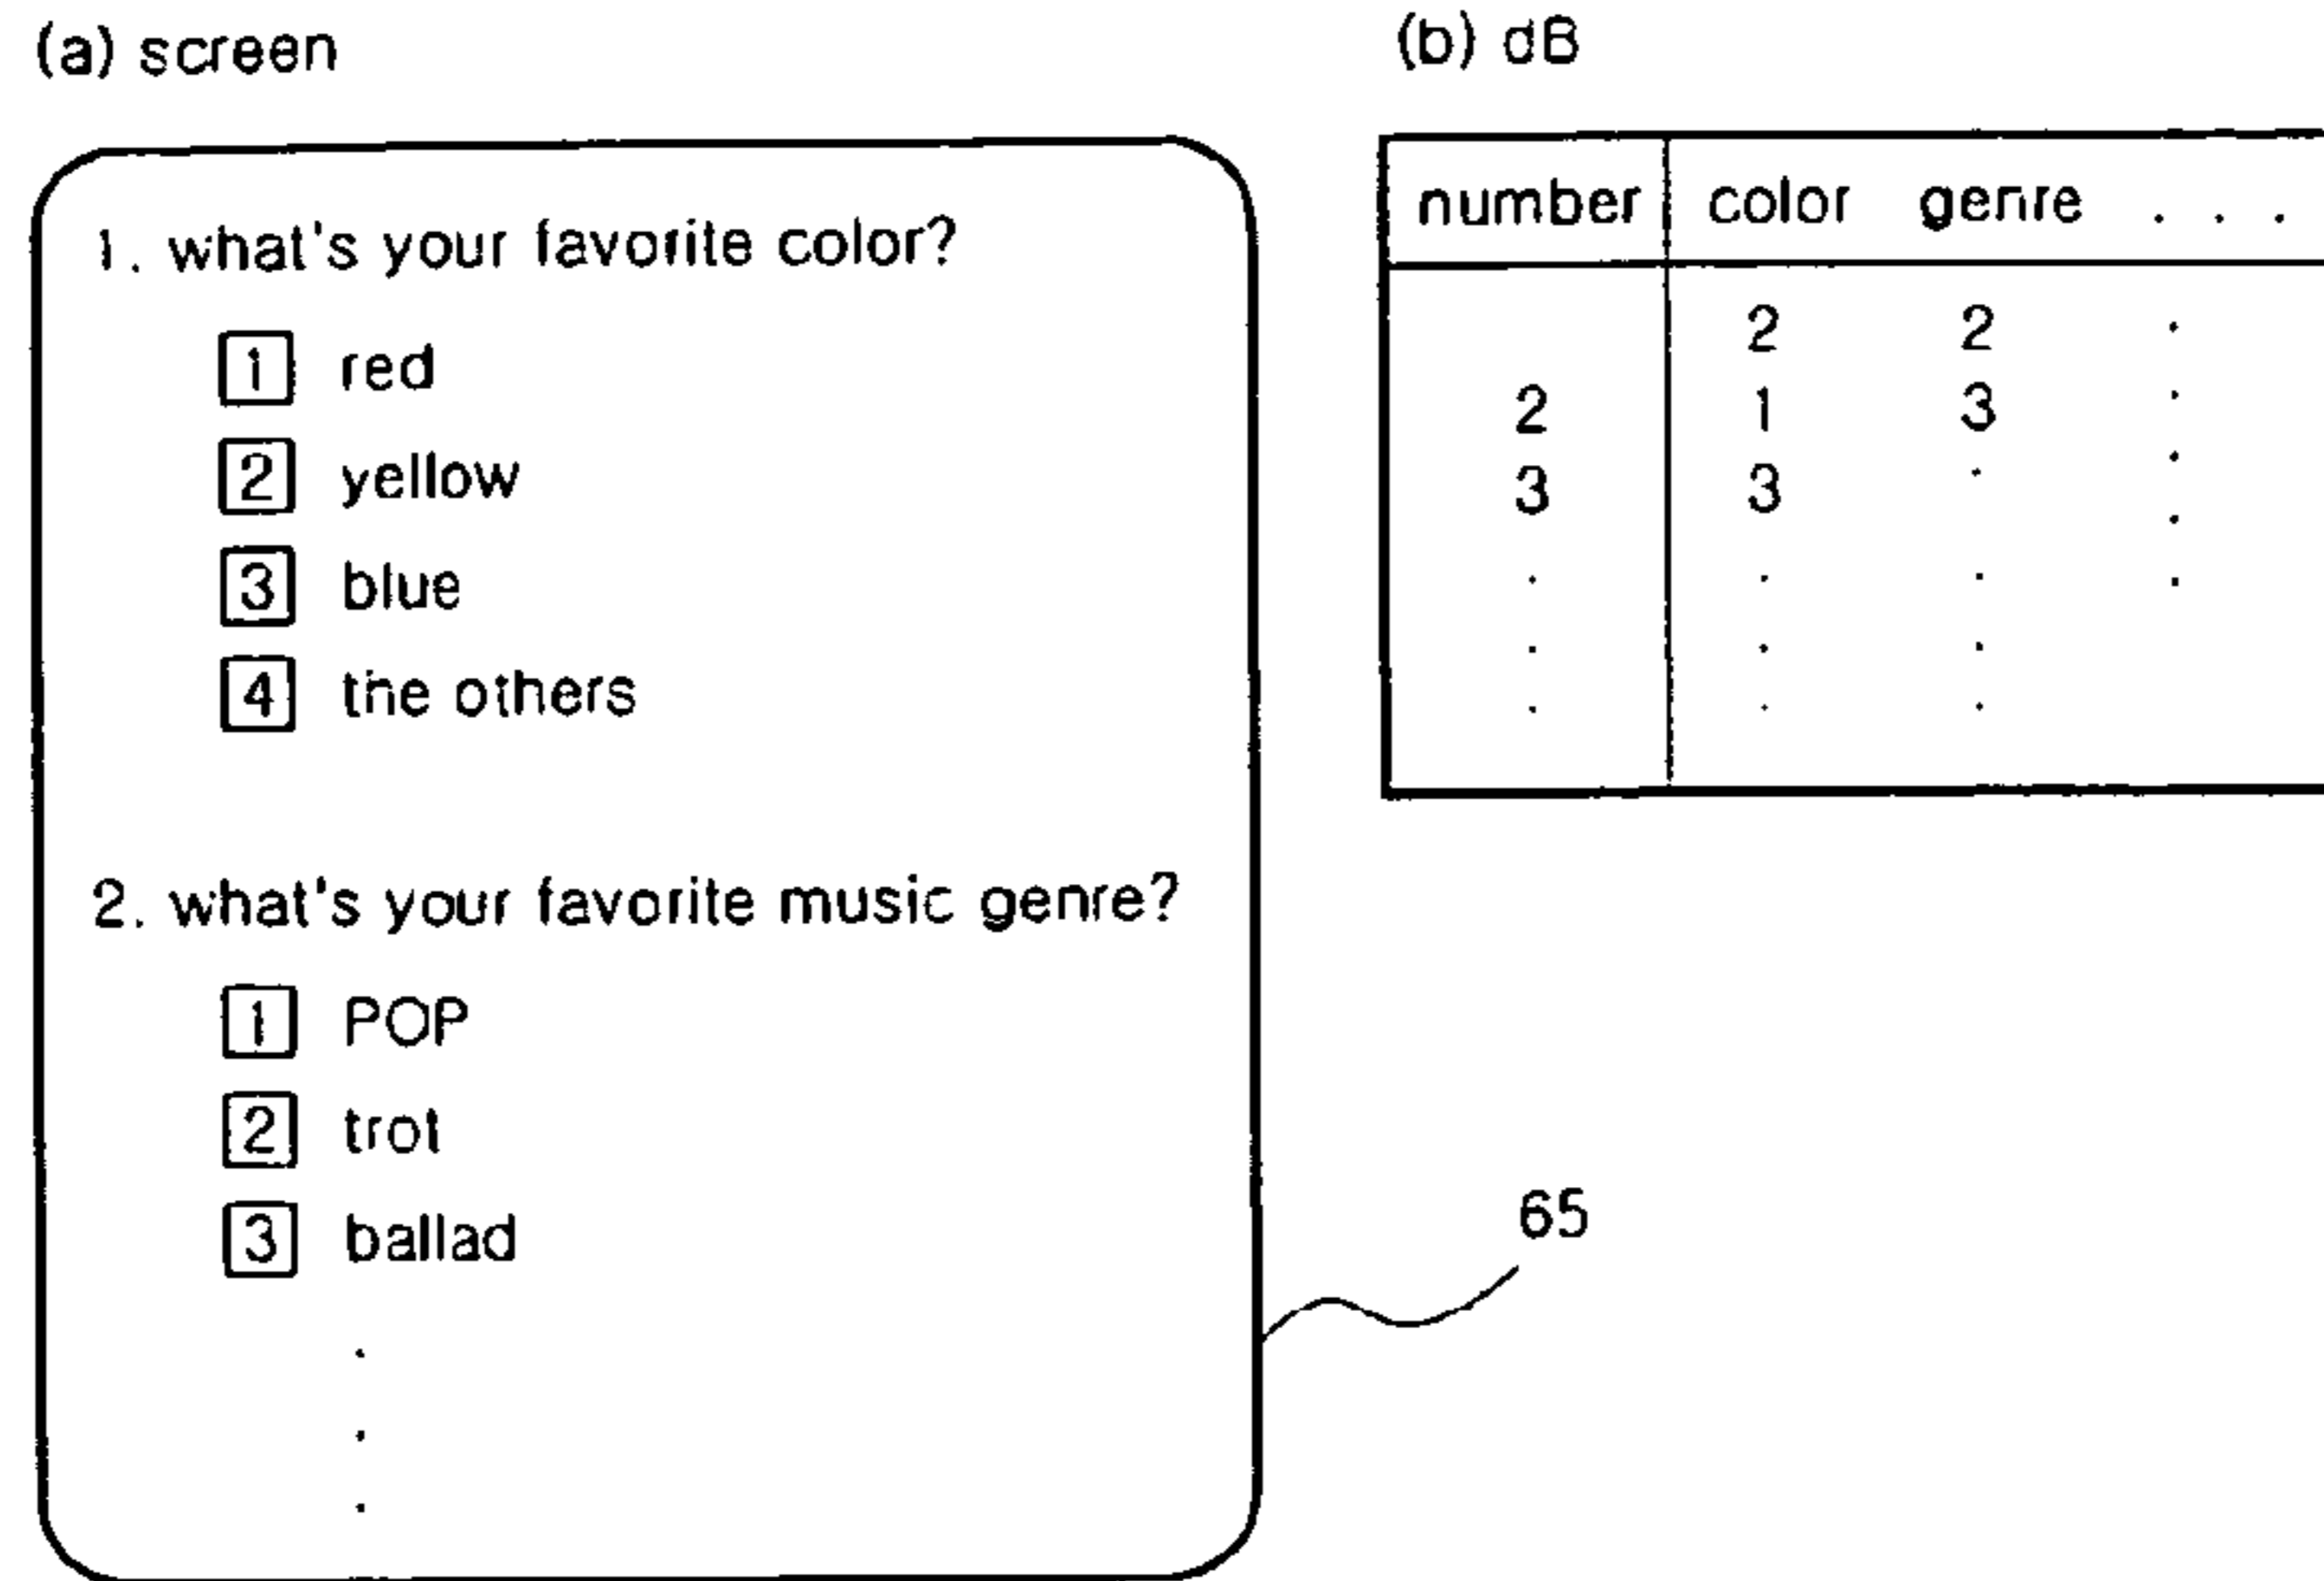 (a) screen
1. what's your favorite color?
1 red
2 yellow
3 blue
4 the others
2. what's your favorite music genre?
1 POP
2 trot
3 ballad
.
.
.
65
(b) dB
number color genre . . .
2 2 .
2 1 3 .
3 3 . .
.
. . . .
. . .
. . .